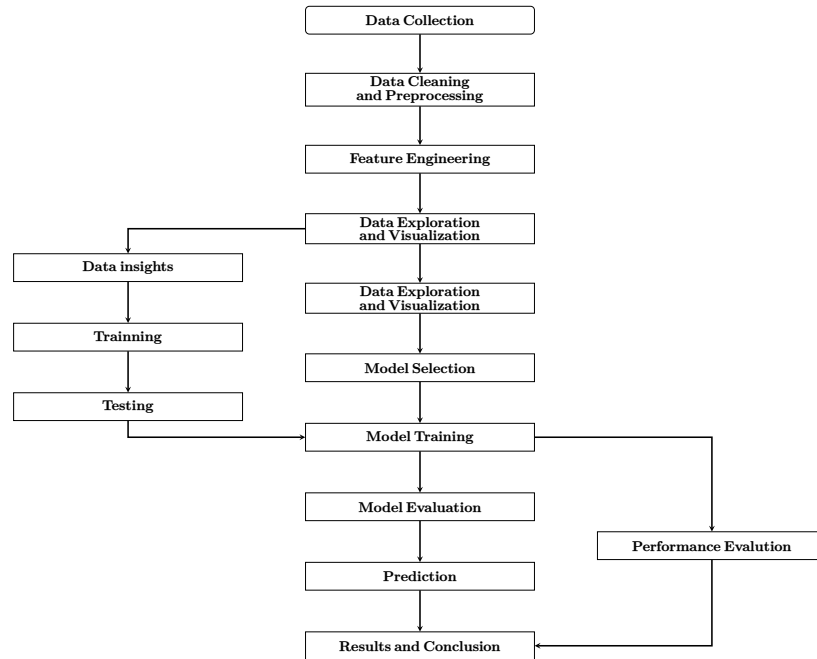 Data Collection
Data Cleaning
and Preprocessing
Feature Engineering
Data Exploration
and Visualization
Data insights
Data Exploration
and Visualization
Trainning
Model Selection
Testing
Model Training
Model Evaluation
Performance Evalution
Prediction
Results and Conclusion